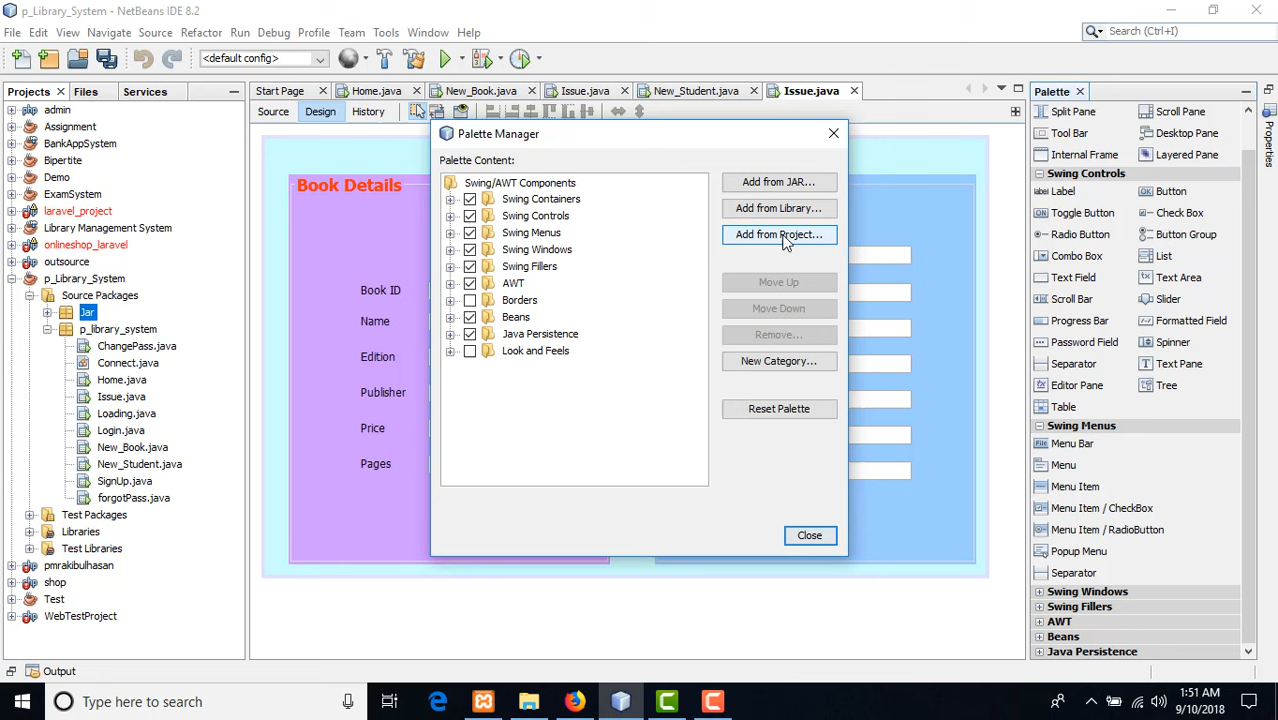 p_Library_System - NetBeans IDE 8.2
File Edit View Navigate Source Refactor Run Debug Profile Team Tools Window Help
Search (Ctrl+I)
<default config>
Projects Files Services
Start Page Home.java New_Book.java Issue.java New_Student.java Issue.java
Palette
Source Design History
admin
Assignment
BankAppSystem
Bipertite
Demo
ExamSystem
laravel_project
Library Management System
onlineshop_laravel
outsource
p_Library_System
Source Packages
Jar
p_library_system
ChangePass.java
Connect.java
Home.java
Issue.java
Loading.java
Login.java
New_Book.java
New_Student.java
SignUp.java
forgotPass.java
Test Packages
Libraries
Test Libraries
pmrakibulhasan
shop
Test
WebTestProject
Book Details
Book ID
Name
Edition
Publisher
Price
Pages
Palette Manager
Palette Content:
Swing/AWT Components
Swing Containers
Swing Controls
Swing Menus
Swing Windows
Swing Fillers
AWT
Borders
Beans
Java Persistence
Look and Feels
Add from JAR...
Add from Library...
Add from Project...
Move Up
Move Down
Remove...
New Category...
Reset Palette
Close
Split Pane Scroll Pane
Tool Bar Desktop Pane
Internal Frame Layered Pane
Swing Controls
Label Button
Toggle Button Check Box
Radio Button Button Group
Combo Box List
Text Field Text Area
Scroll Bar Slider
Progress Bar Formatted Field
Password Field Spinner
Separator Text Pane
Editor Pane Tree
Table
Swing Menus
Menu Bar
Menu
Menu Item
Menu Item / CheckBox
Menu Item / RadioButton
Popup Menu
Separator
Swing Windows
Swing Fillers
AWT
Beans
Java Persistence
Properties
Output
Type here to search
1:51 AM
9/10/2018